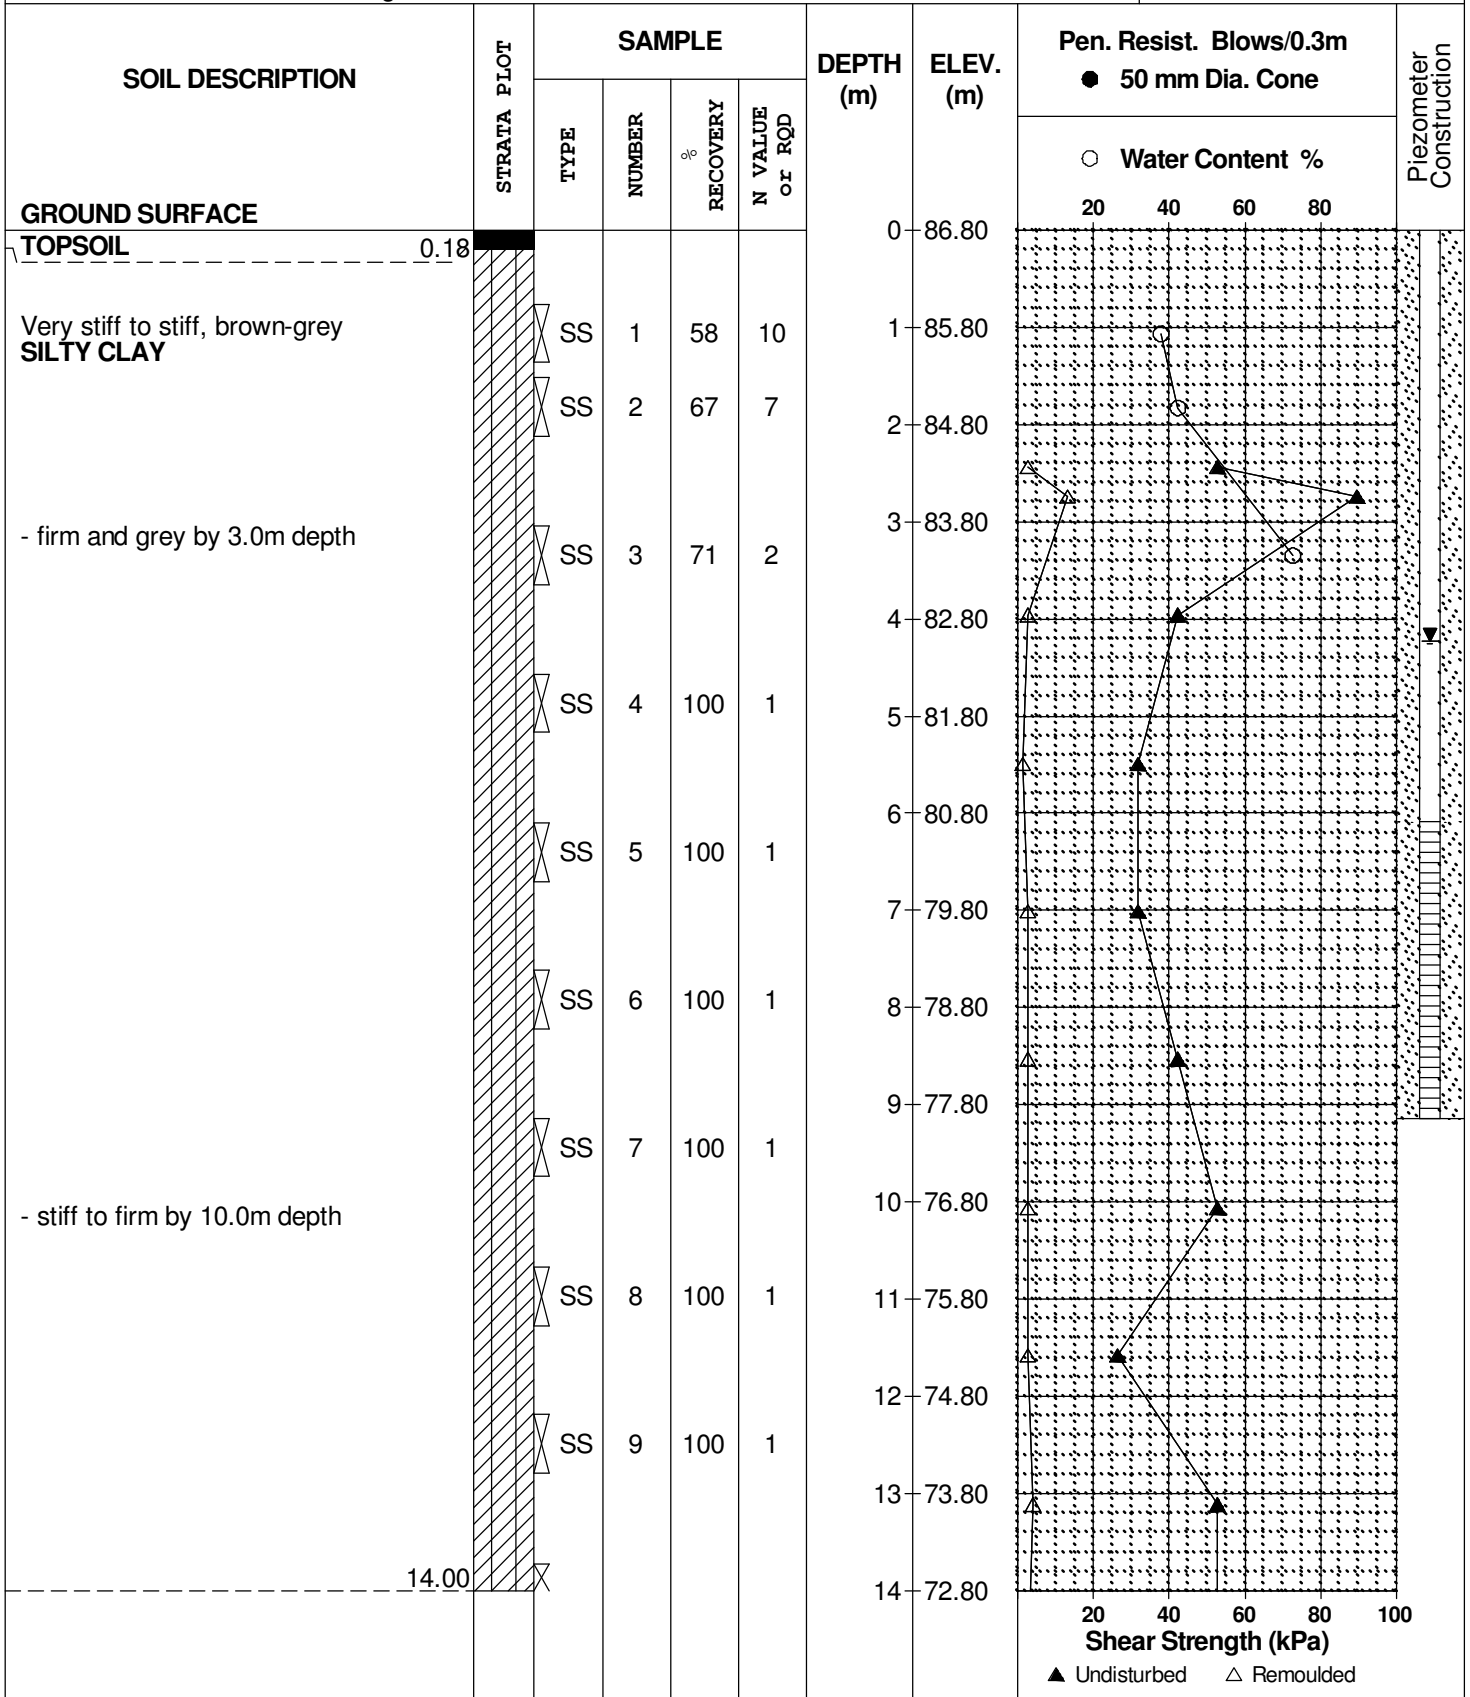 SOIL DESCRIPTION
STRATA PLOT
SAMPLE
TYPE
NUMBER
% RECOVERY
N VALUE or RQD
DEPTH (m)
ELEV. (m)
Pen. Resist. Blows/0.3m
● 50 mm Dia. Cone
○ Water Content %
Piezometer Construction
20 40 60 80
GROUND SURFACE
0 86.80
TOPSOIL 0.18
Very stiff to stiff, brown-grey
SILTY CLAY
SS 1 58 10
1 85.80
SS 2 67 7
2 84.80
- firm and grey by 3.0m depth
3 83.80
SS 3 71 2
4 82.80
SS 4 100 1
5 81.80
6 80.80
SS 5 100 1
7 79.80
SS 6 100 1
8 78.80
9 77.80
SS 7 100 1
- stiff to firm by 10.0m depth
10 76.80
SS 8 100 1
11 75.80
12 74.80
SS 9 100 1
13 73.80
14.00
14 72.80
20 40 60 80 100
Shear Strength (kPa)
▲ Undisturbed △ Remoulded